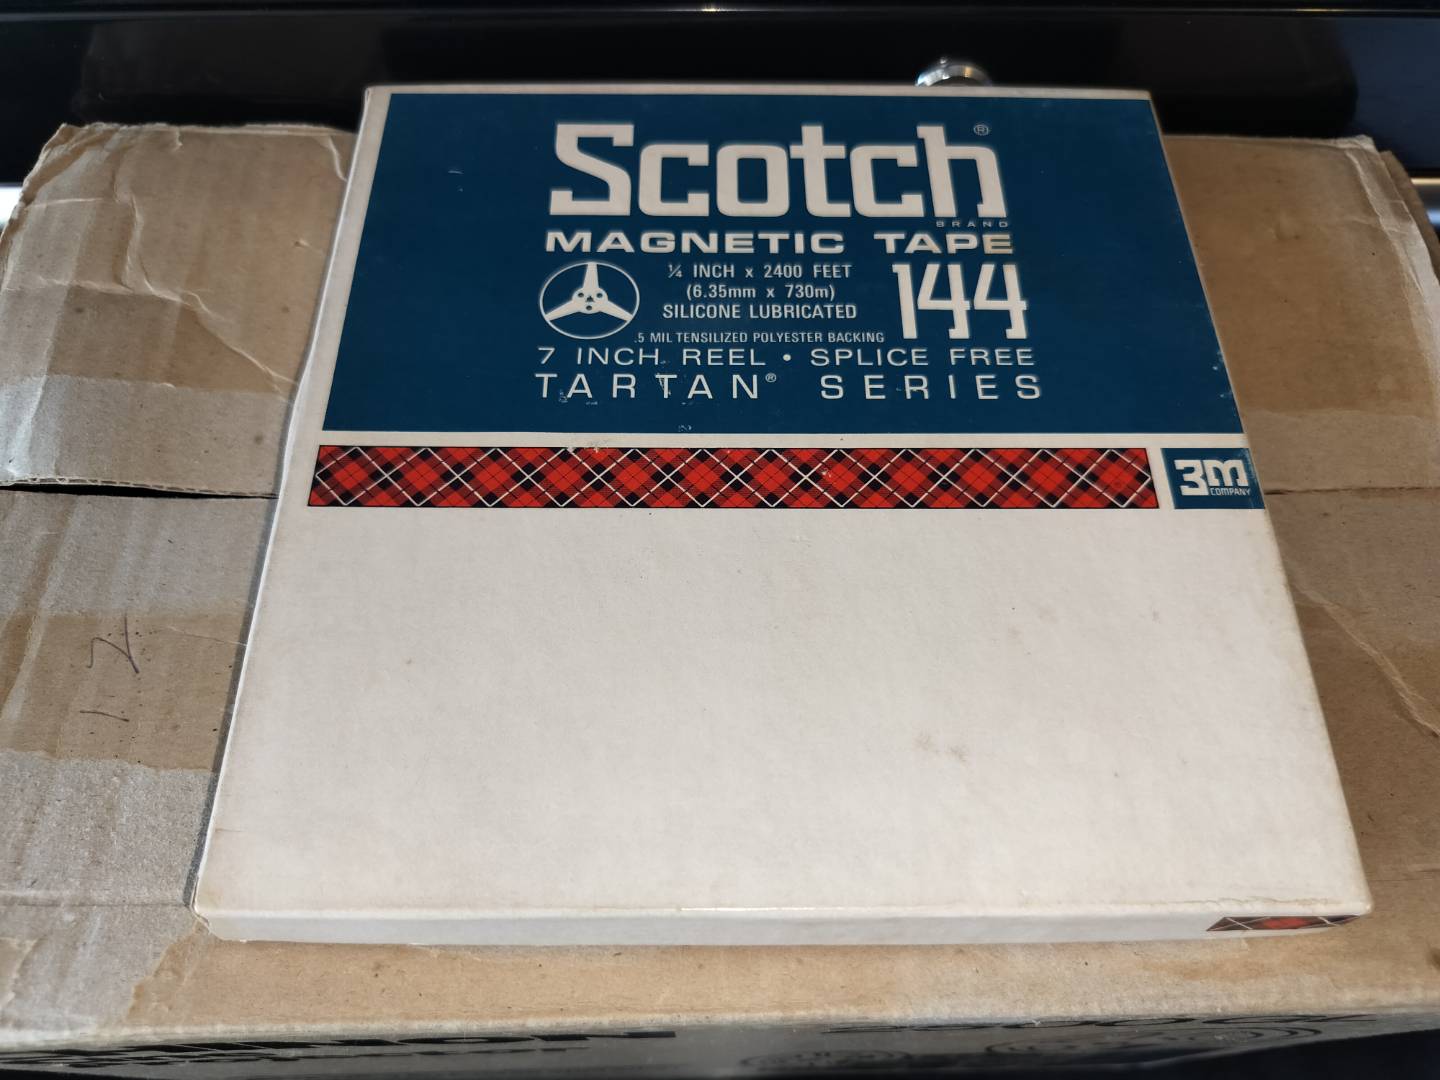 Scotch®
BRAND
MAGNETIC TAPE
¼ INCH x 2400 FEET
(6.35mm x 730m)
SILICONE LUBRICATED
144
.5 MIL TENSILIZED POLYESTER BACKING
7 INCH REEL • SPLICE FREE
TARTAN® SERIES
3M
COMPANY
12